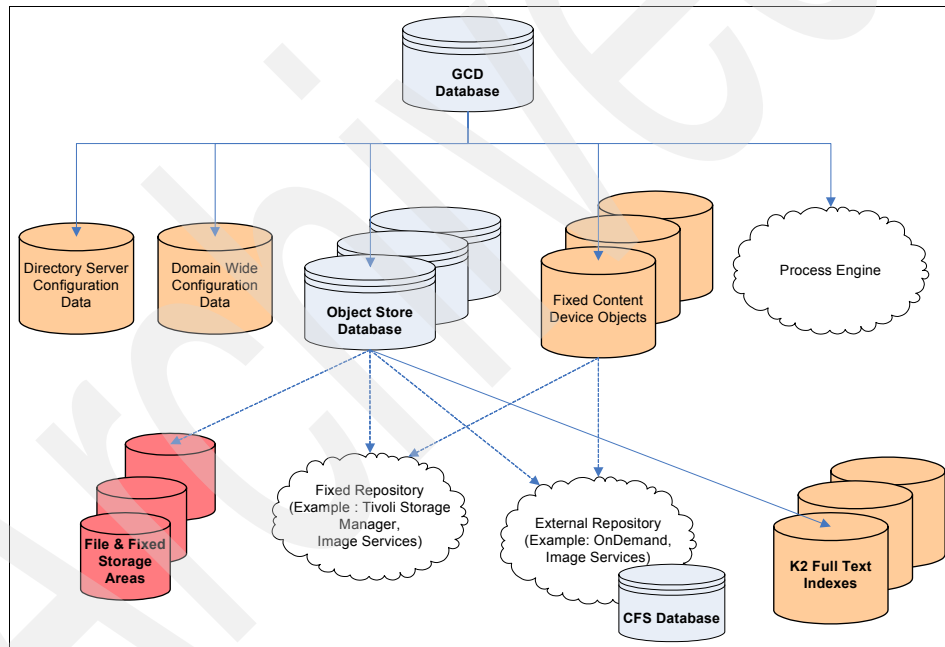 GCD
Database
Directory Server
Configuration
Data
Domain Wide
Configuration
Data
Object Store
Database
Fixed Content
Device Objects
Process Engine
File & Fixed
Storage
Areas
Fixed Repository
(Example : Tivoli Storage
Manager,
Image Services)
External Repository
(Example: OnDemand,
Image Services)
CFS Database
K2 Full Text
Indexes
Archived